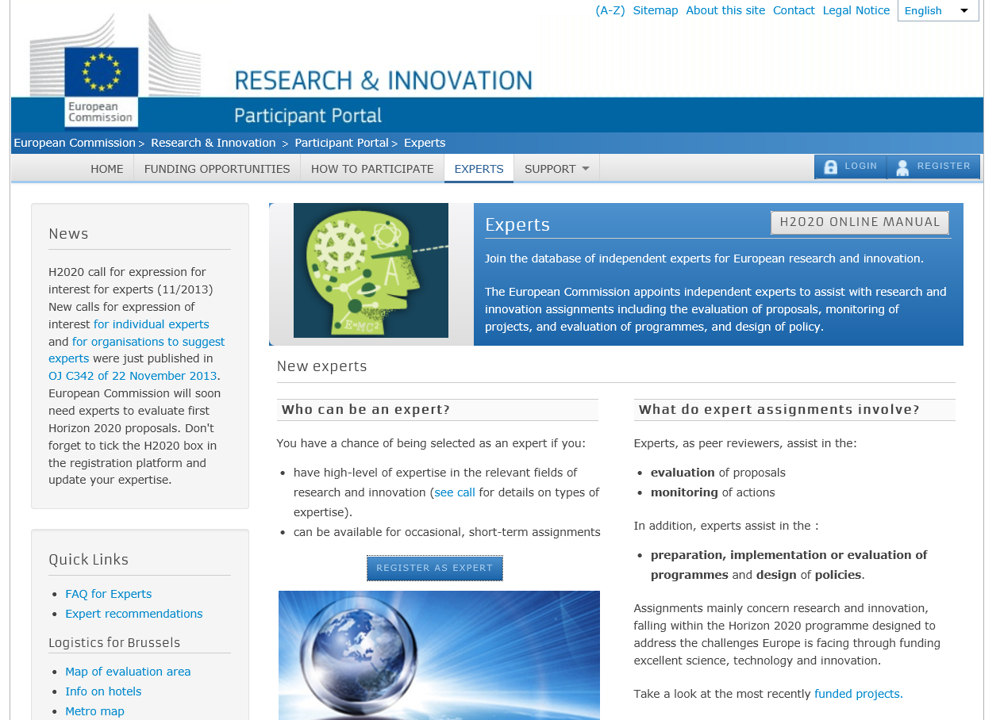 (A-Z) Sitemap About this site Contact Legal Notice English
RESEARCH & INNOVATION
European
Commission
Participant Portal
European Commission > Research & Innovation > Participant Portal > Experts
HOME FUNDING OPPORTUNITIES HOW TO PARTICIPATE EXPERTS SUPPORT LOGIN REGISTER
News
H2020 call for expression for
interest for experts (11/2013)
New calls for expression of
interest for individual experts
and for organisations to suggest
experts were just published in
OJ C342 of 22 November 2013.
European Commission will soon
need experts to evaluate first
Horizon 2020 proposals. Don't
forget to tick the H2020 box in
the registration platform and
update your expertise.
Quick Links
• FAQ for Experts
• Expert recommendations
Logistics for Brussels
• Map of evaluation area
• Info on hotels
• Metro map
A
E=MC2
Experts
H2020 ONLINE MANUAL
Join the database of independent experts for European research and innovation.
The European Commission appoints independent experts to assist with research and
innovation assignments including the evaluation of proposals, monitoring of
projects, and evaluation of programmes, and design of policy.
New experts
Who can be an expert?
You have a chance of being selected as an expert if you:
• have high-level of expertise in the relevant fields of
research and innovation (see call for details on types of
expertise).
• can be available for occasional, short-term assignments
REGISTER AS EXPERT
What do expert assignments involve?
Experts, as peer reviewers, assist in the:
• evaluation of proposals
• monitoring of actions
In addition, experts assist in the :
• preparation, implementation or evaluation of
programmes and design of policies.
Assignments mainly concern research and innovation,
falling within the Horizon 2020 programme designed to
address the challenges Europe is facing through funding
excellent science, technology and innovation.
Take a look at the most recently funded projects.